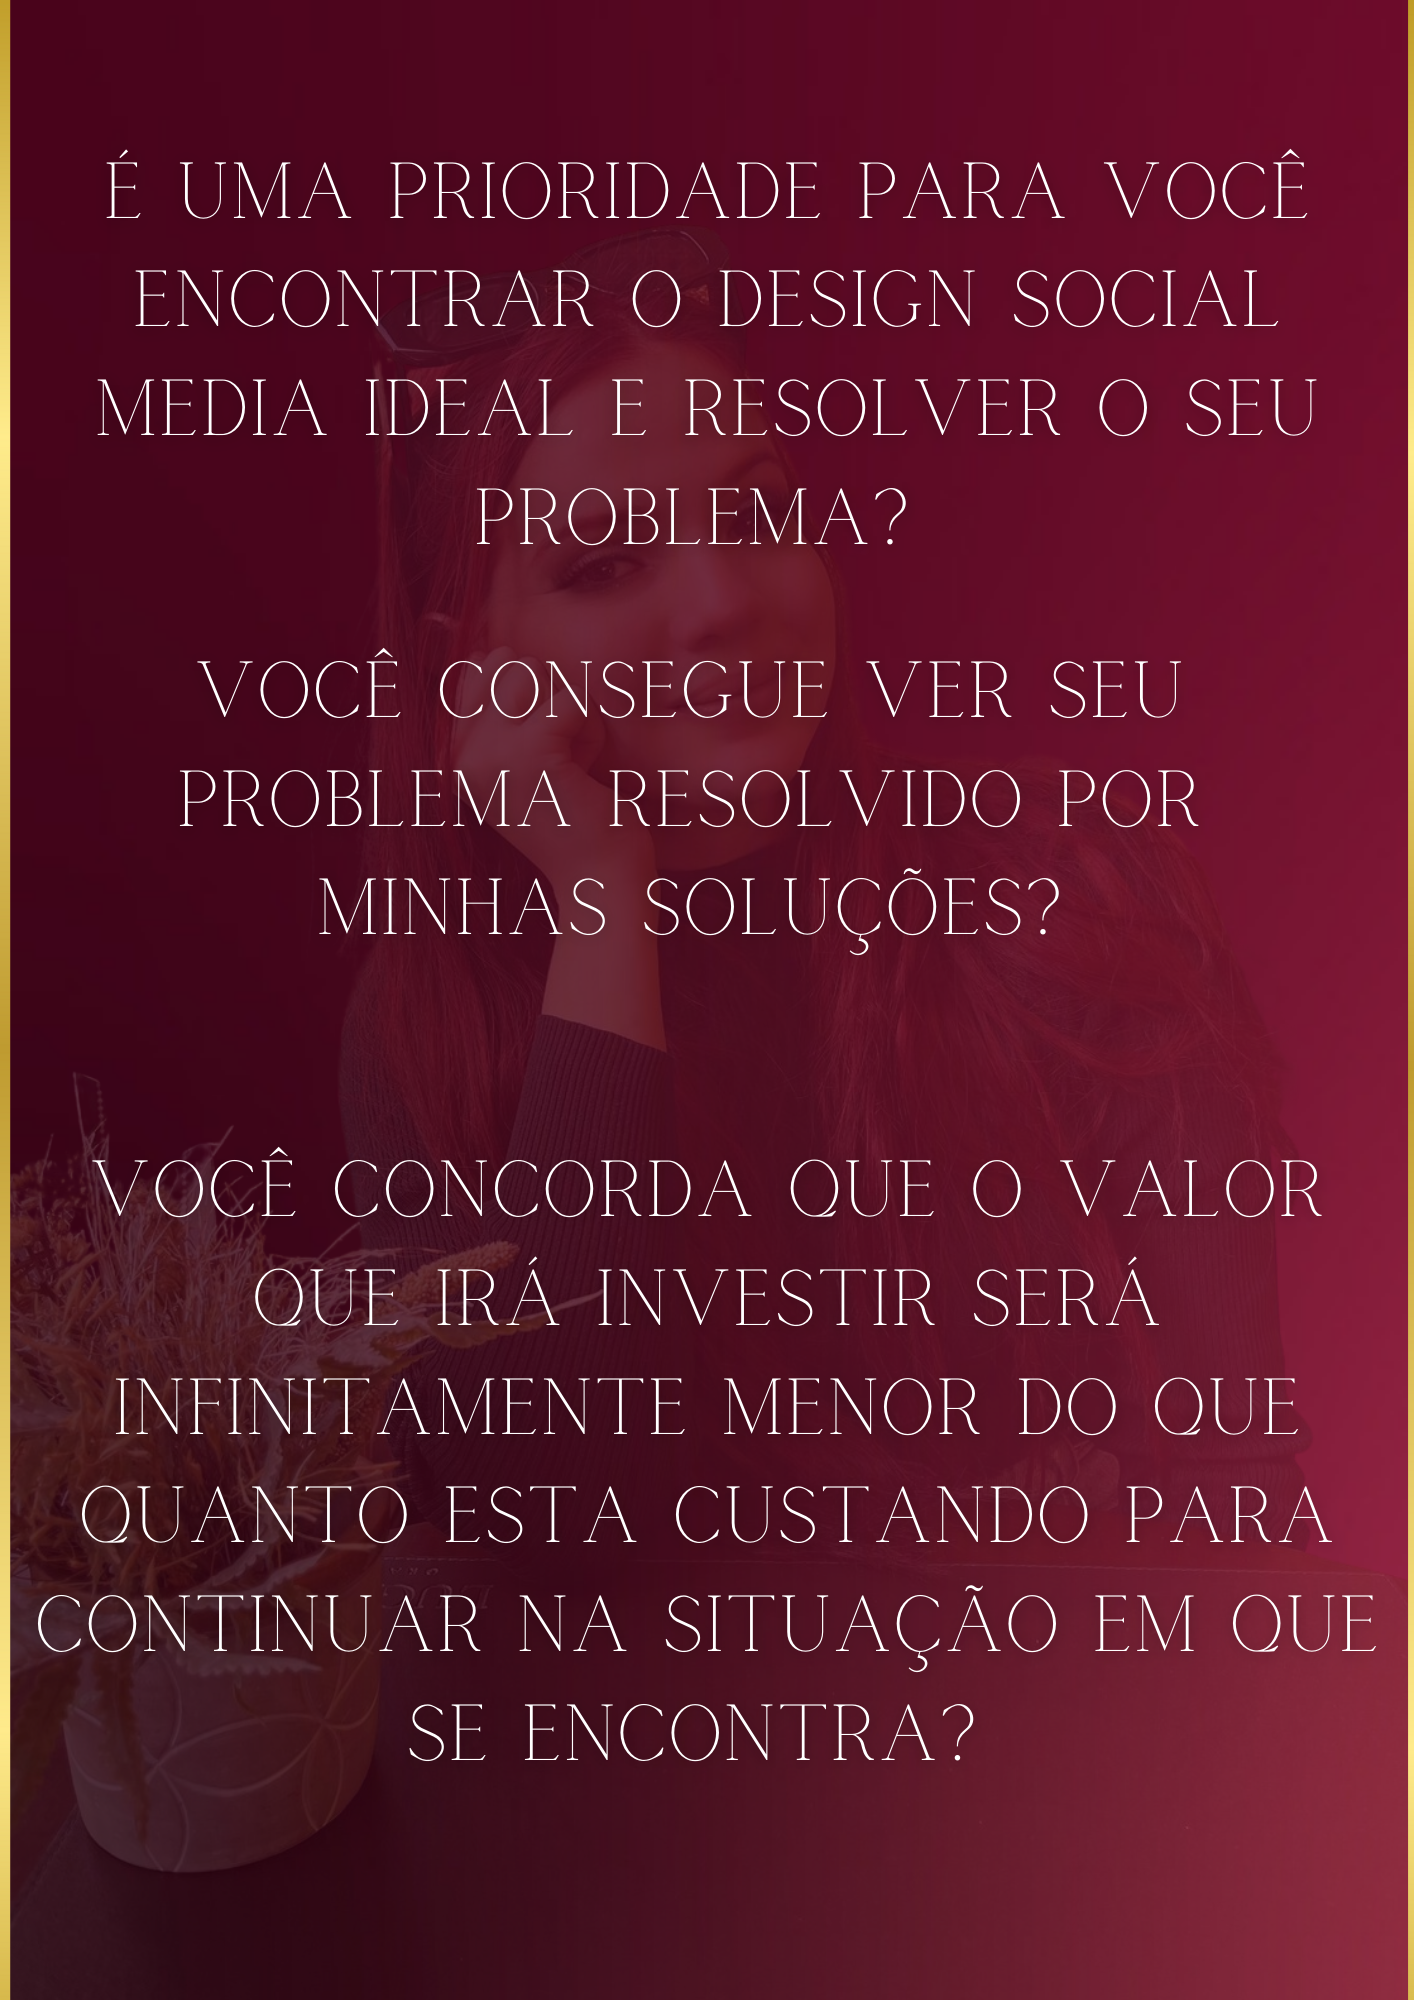 É UMA PRIORIDADE PARA VOCÊ
ENCONTRAR O DESIGN SOCIAL
MEDIA IDEAL E RESOLVER O SEU
PROBLEMA?
VOCÊ CONSEGUE VER SEU
PROBLEMA RESOLVIDO POR
MINHAS SOLUÇÕES?
VOCÊ CONCORDA QUE O VALOR
QUE IRÁ INVESTIR SERÁ
INFINITAMENTE MENOR DO QUE
QUANTO ESTA CUSTANDO PARA
CONTINUAR NA SITUAÇÃO EM QUE
SE ENCONTRA?